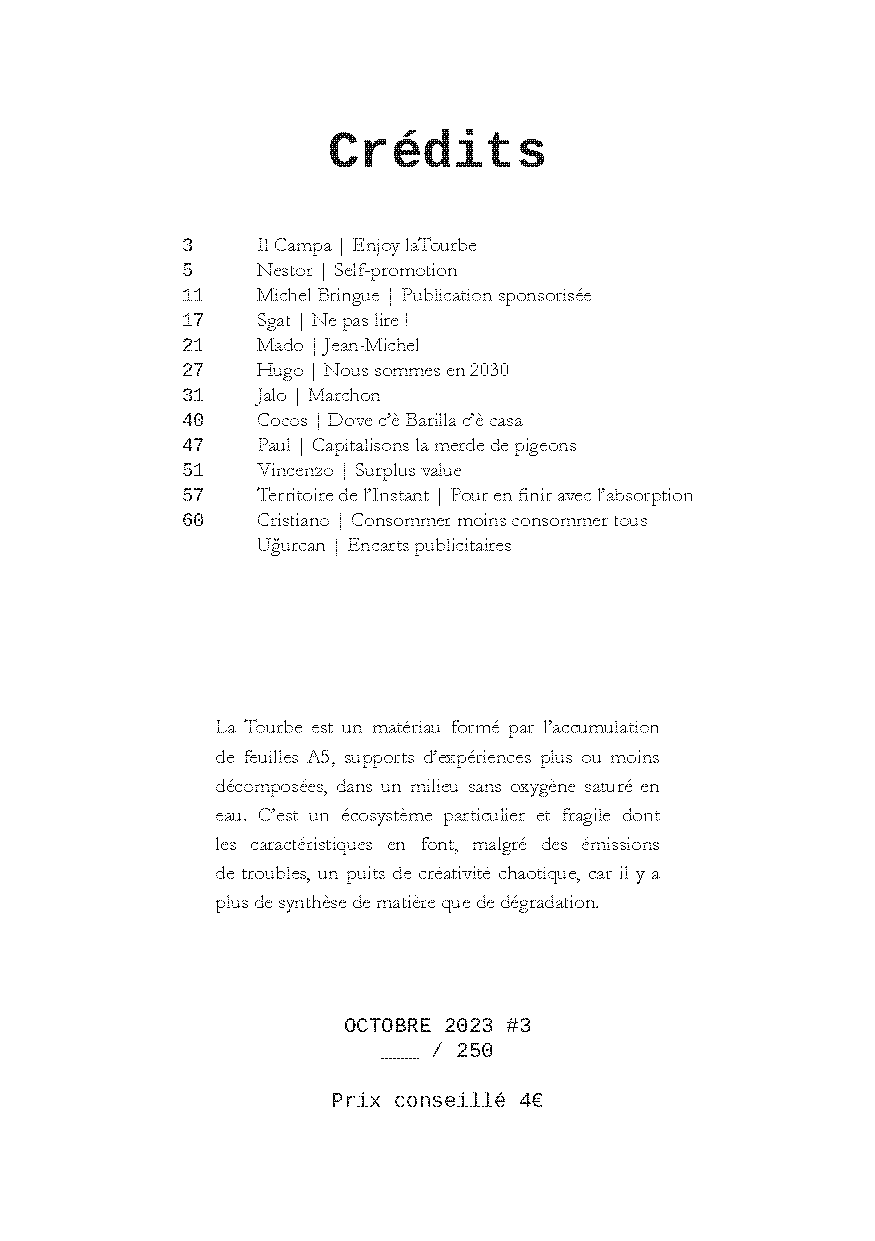 Crédits
3 Il Campa | Enjoy laTourbe
5 Nestor | Self-promotion
11 Michel Bringue | Publication sponsorisée
17 Sgat | Ne pas lire !
21 Mado | Jean-Michel
27 Hugo | Nous sommes en 2030
31 Jalo | Marchon
40 Cocos | Dove c’è Barilla c’è casa
47 Paul | Capitalisons la merde de pigeons
51 Vincenzo | Surplus value
57 Territoire de l’Instant | Pour en finir avec l’absorption
60 Cristiano | Consommer moins consommer tous
Uğurcan | Encarts publicitaires
La Tourbe est un matériau formé par l’accumulation
de feuilles A5, supports d’expériences plus ou moins
décomposées, dans un milieu sans oxygène saturé en
eau. C’est un écosystème particulier et fragile dont
les caractéristiques en font, malgré des émissions
de troubles, un puits de créativité chaotique, car il y a
plus de synthèse de matière que de dégradation.
OCTOBRE 2023 #3
/ 250
Prix conseillé 4€